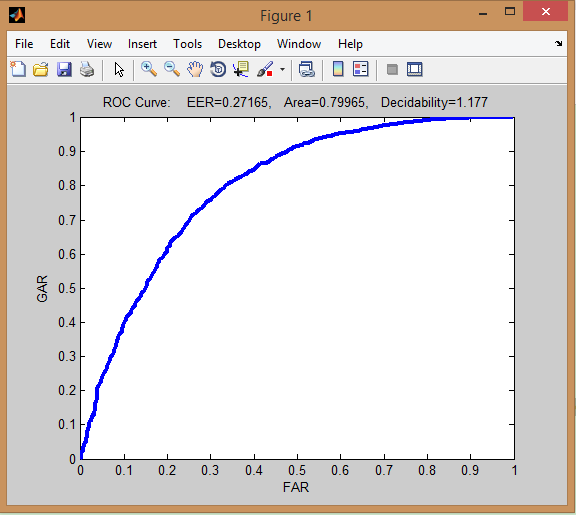 Figure 1
File Edit View Insert Tools Desktop Window Help
ROC Curve: EER=0.27165, Area=0.79965, Decidability=1.177
1
0.9
0.8
0.7
0.6
0.5
0.4
0.3
0.2
0.1
0
GAR
0 0.1 0.2 0.3 0.4 0.5 0.6 0.7 0.8 0.9 1
FAR